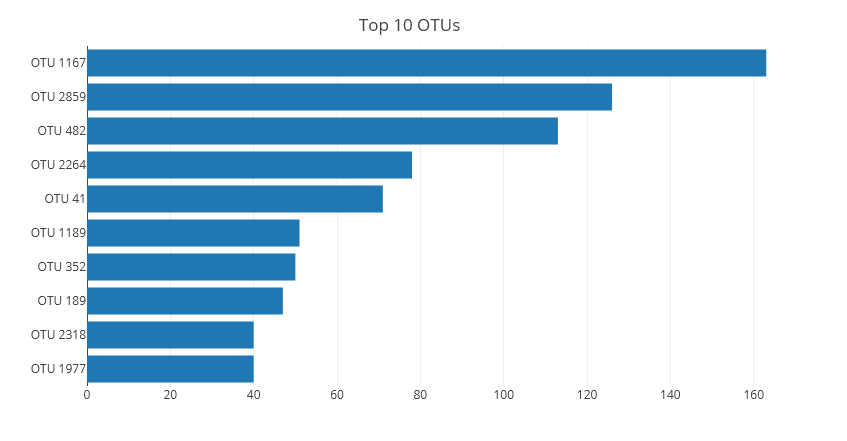 Top 10 OTUs
OTU 1167
OTU 2859
OTU 482
OTU 2264
OTU 41
OTU 1189
OTU 352
OTU 189
OTU 2318
OTU 1977
0 20 40 60 80 100 120 140 160